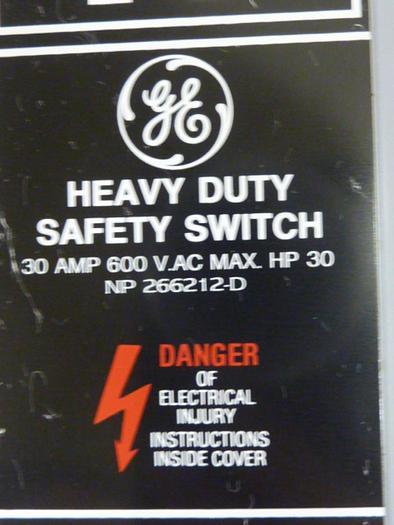 GE
HEAVY DUTY
SAFETY SWITCH
30 AMP 600 V.AC MAX. HP 30
NP 266212-D
DANGER
OF
ELECTRICAL
INJURY
INSTRUCTIONS
INSIDE COVER